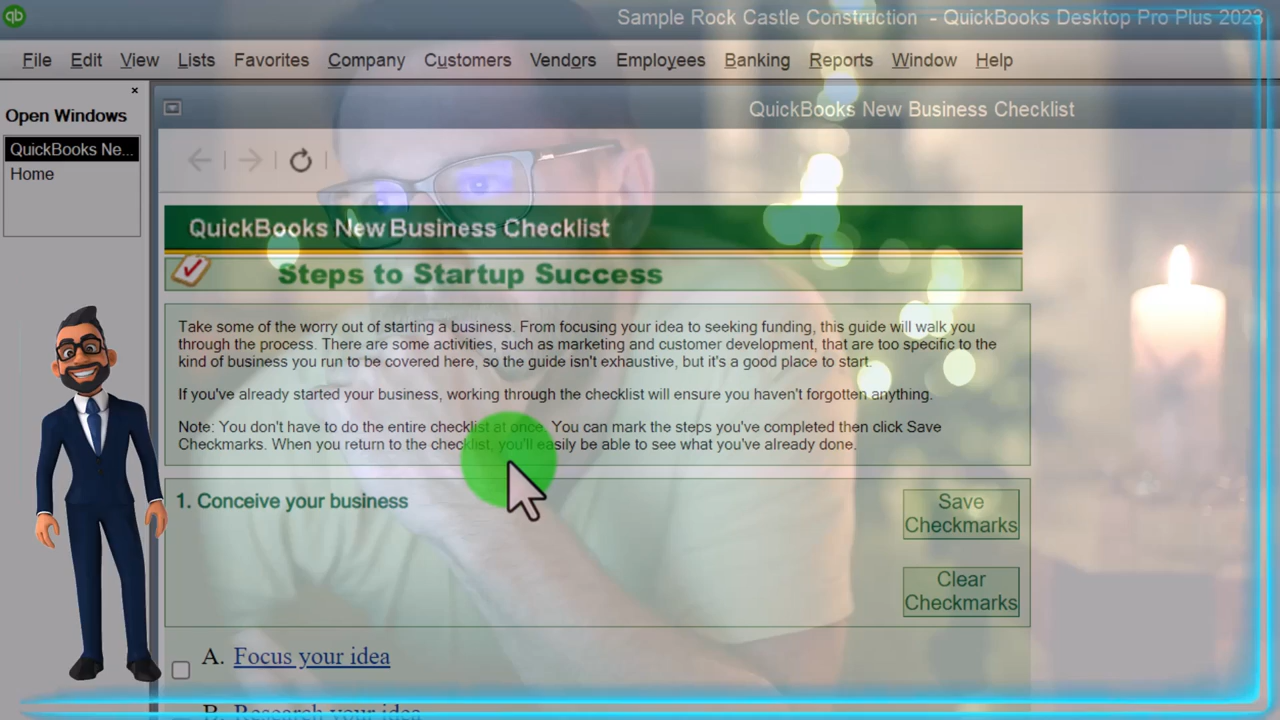 qb
Sample Rock Castle Construction - QuickBooks Desktop Pro Plus 2023
File Edit View Lists Favorites Company Customers Vendors Employees Banking Reports Window Help
Open Windows
QuickBooks Ne...
Home
QuickBooks New Business Checklist
QuickBooks New Business Checklist
Steps to Startup Success
Take some of the worry out of starting a business. From focusing your idea to seeking funding, this guide will walk you
through the process. There are some activities, such as marketing and customer development, that are too specific to the
kind of business you run to be covered here, so the guide isn't exhaustive, but it's a good place to start.
If you've already started your business, working through the checklist will ensure you haven't forgotten anything.
Note: You don't have to do the entire checklist at once. You can mark the steps you've completed then click Save
Checkmarks. When you return to the checklist, you'll easily be able to see what you've already done.
1. Conceive your business
Save
Checkmarks
Clear
Checkmarks
A. Focus your idea
B. Research your idea